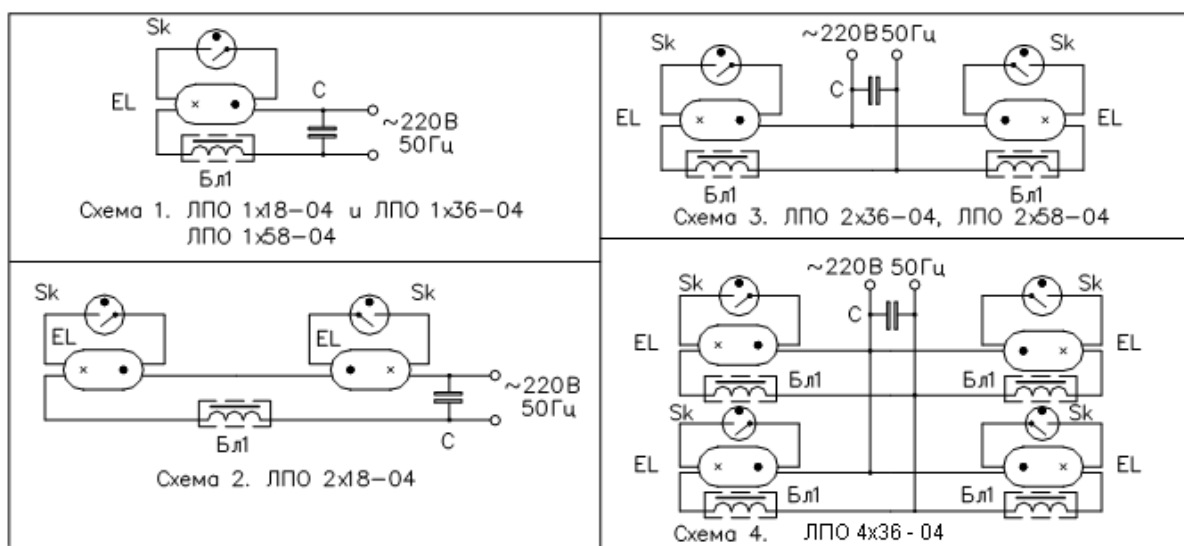 Sk
EL
C
~220В
50Гц
Бл1
Схема 1. ЛПО 1х18–04 и ЛПО 1х36–04
ЛПО 1х58–04
Sk
Sk
EL
EL
~220В
50Гц
Бл1
C
Схема 2. ЛПО 2х18–04
~220В 50Гц
Sk
Sk
C
EL
EL
Бл1
Бл1
Схема 3. ЛПО 2х36–04, ЛПО 2х58–04
~220В 50Гц
Sk
Sk
C
EL
EL
Бл1
Бл1
Sk
Sk
EL
EL
Бл1
Бл1
Схема 4. ЛПО 4х36 - 04